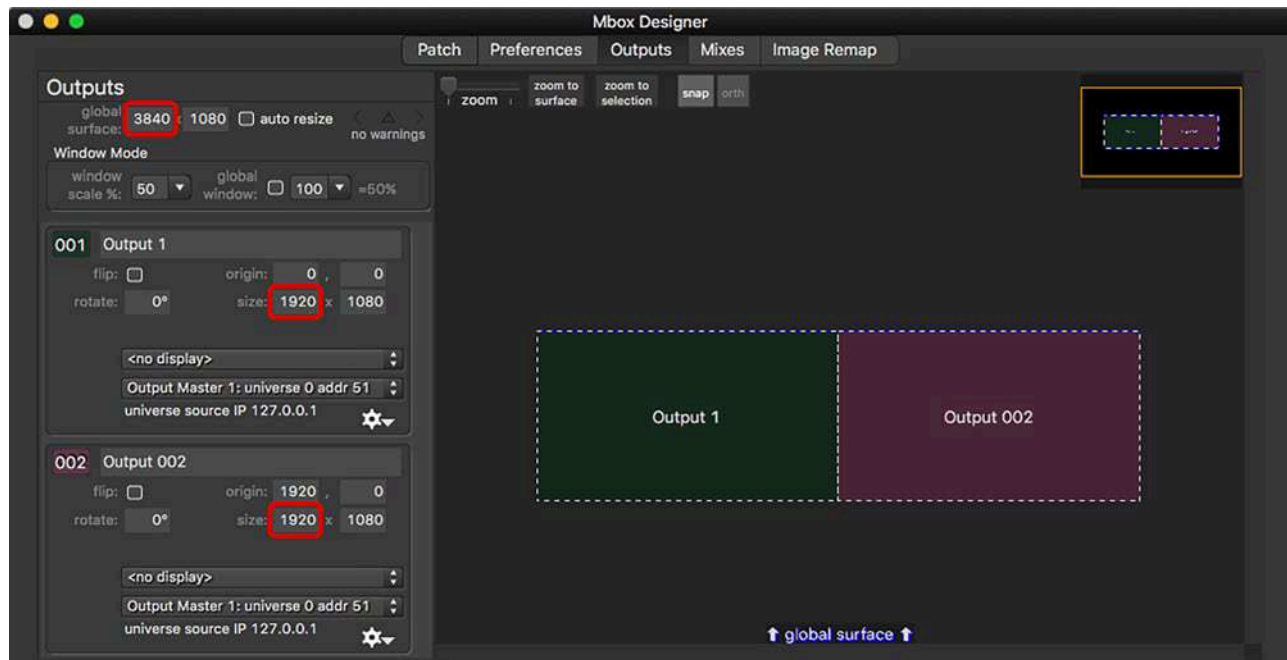 Mbox Designer
Patch Preferences Outputs Mixes Image Remap
Outputs
global surface: 3840 x 1080 auto resize
no warnings
Window Mode
window scale %: 50 global window: 100 =50%
001 Output 1
flip: origin: 0 , 0
rotate: 0° size: 1920 x 1080
<no display>
Output Master 1: universe 0 addr 51
universe source IP 127.0.0.1
002 Output 002
flip: origin: 1920 , 0
rotate: 0° size: 1920 x 1080
<no display>
Output Master 1: universe 0 addr 51
universe source IP 127.0.0.1
zoom
zoom to surface
zoom to selection
snap orth
Output 1 Output 002
global surface